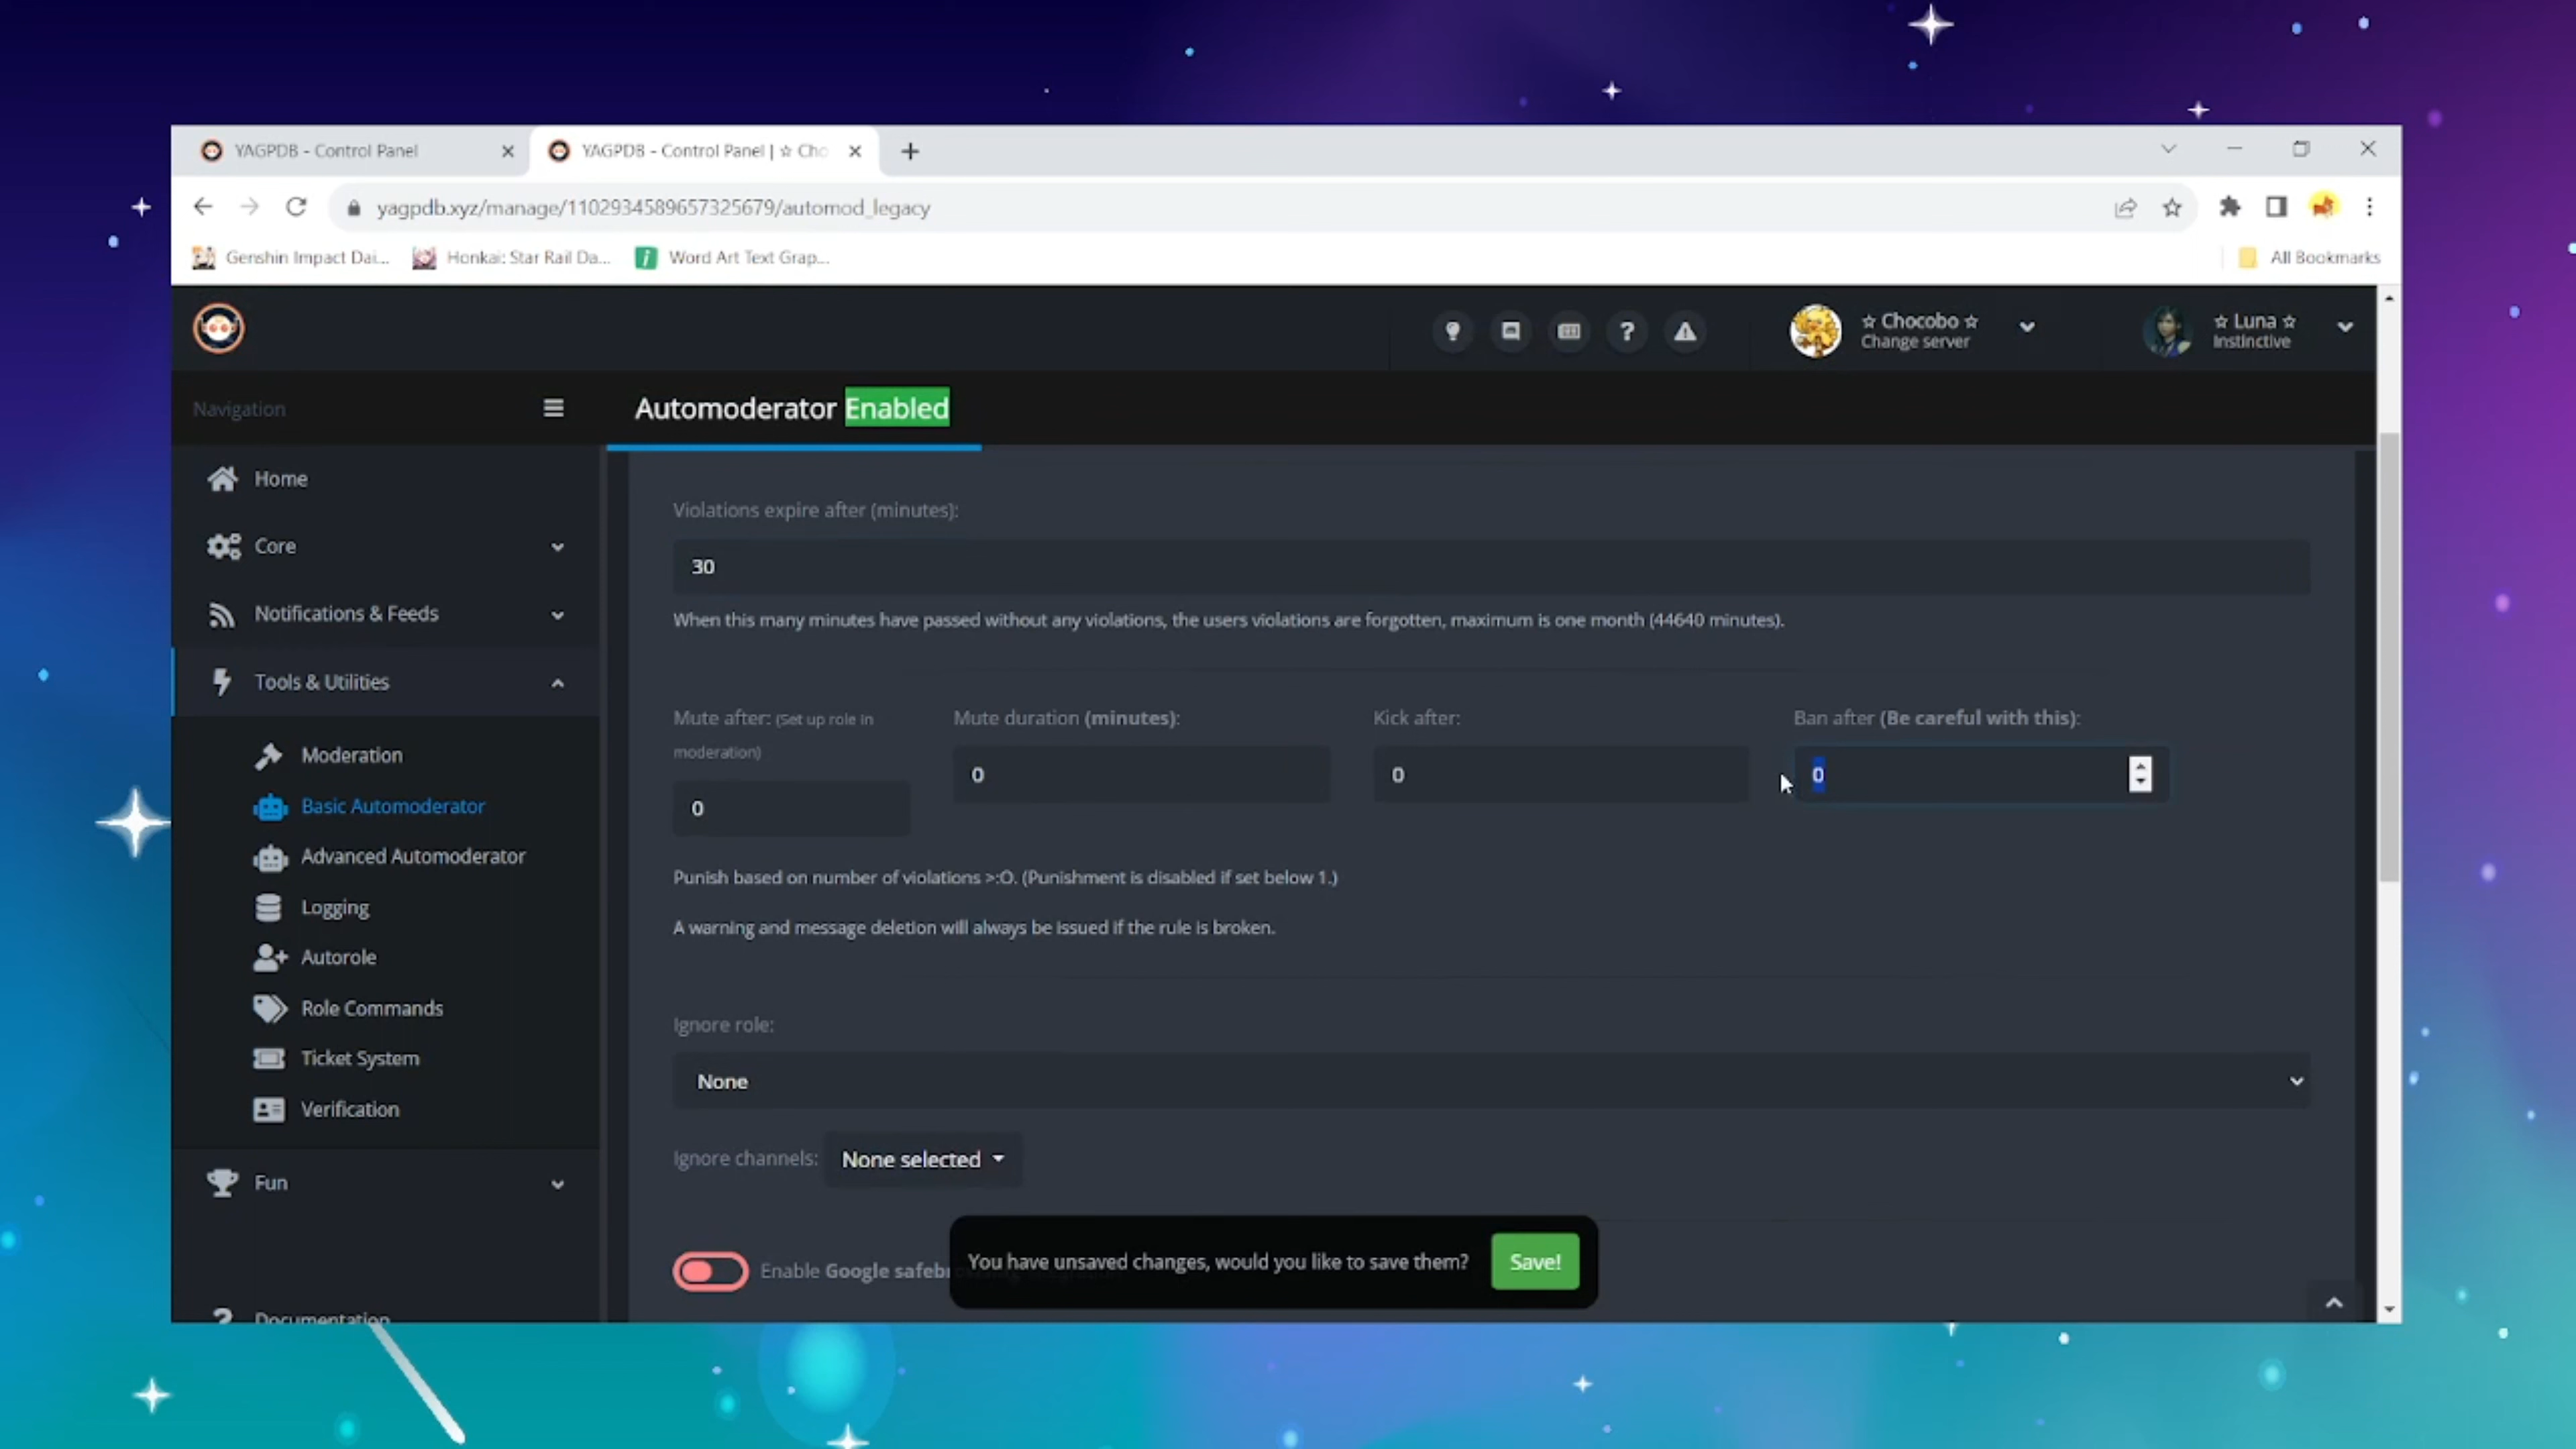 YAGPDB - Control Panel
YAGPDB - Control Panel | ☆ Cho
yagpdb.xyz/manage/1102934589657325679/automod_legacy
Genshin Impact Dai...
Honkai: Star Rail Da...
Word Art Text Grap...
All Bookmarks
☆ Chocobo ☆
Change server
☆ Luna ☆
Instinctive
Navigation
Automoderator Enabled
Home
Core
Notifications & Feeds
Tools & Utilities
Moderation
Basic Automoderator
Advanced Automoderator
Logging
Autorole
Role Commands
Ticket System
Verification
Fun
Documentation
Violations expire after (minutes):
30
When this many minutes have passed without any violations, the users violations are forgotten, maximum is one month (44640 minutes).
Mute after: (Set up role in
moderation)
0
Mute duration (minutes):
0
Kick after:
0
Ban after (Be careful with this):
0
Punish based on number of violations >:O. (Punishment is disabled if set below 1.)
A warning and message deletion will always be issued if the rule is broken.
Ignore role:
None
Ignore channels: None selected
Enable Google safeb
You have unsaved changes, would you like to save them? Save!